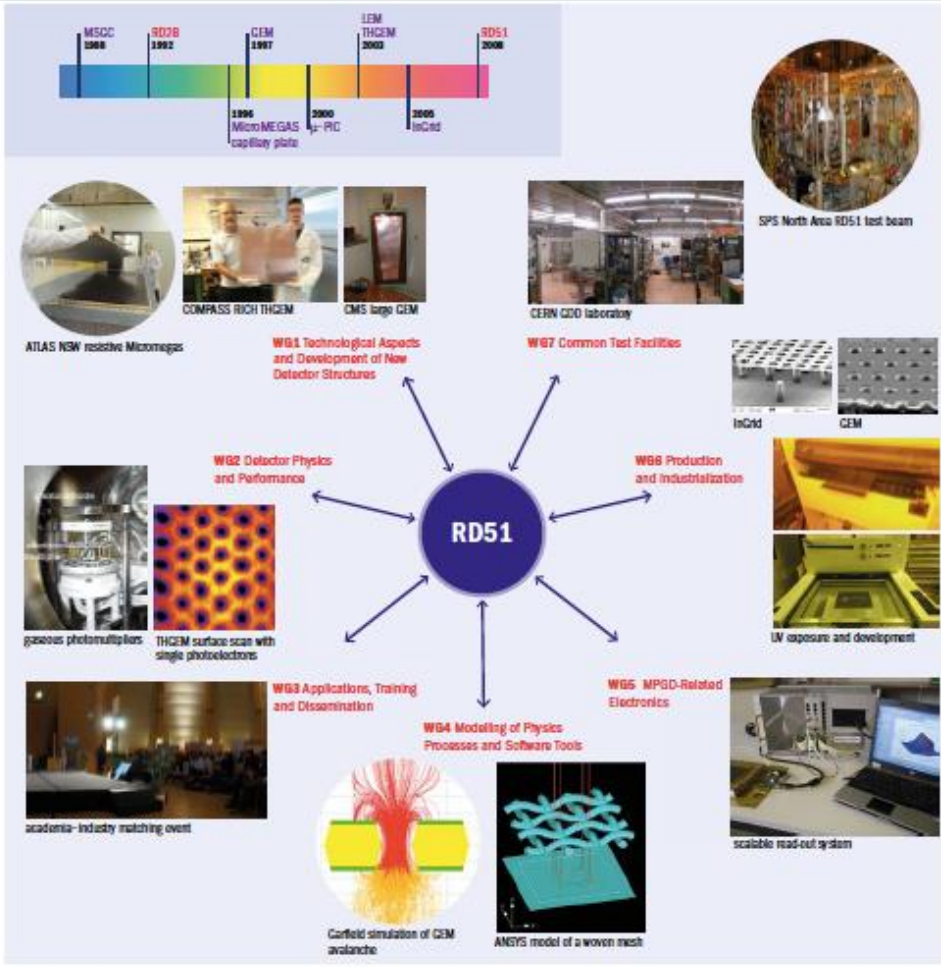 MSGC
1988
RD28
1992
GEM
1997
LEM
THGEM
2003
RD51
2008
1996
MicroMEGAS
capillary plate
2000
μ-PIC
2005
InGrid
SPS North Area RD51 test beam
ATLAS NSW resistive Micromegas
COMPASS RICH THGEM
CMS large GEM
CERN GDD laboratory
WG1 Technological Aspects
and Development of New
Detector Structures
WG7 Common Test Facilities
InGrid
GEM
WG2 Detector Physics
and Performance
WG6 Production
and Industrialization
RD51
gaseous photomultipliers
THGEM surface scan with
single photoelectrons
UV exposure and development
WG3 Applications, Training
and Dissemination
WG5 MPGD-Related
Electronics
WG4 Modelling of Physics
Processes and Software Tools
academia-industry matching event
scalable read-out system
Garfield simulation of GEM
avalanche
ANSYS model of a woven mesh